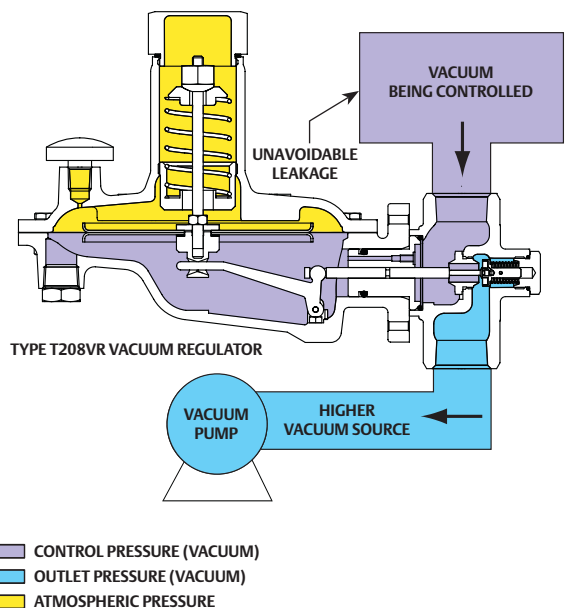 VACUUM
BEING CONTROLLED
UNAVOIDABLE
LEAKAGE
TYPE T208VR VACUUM REGULATOR
VACUUM
PUMP
HIGHER
VACUUM SOURCE
CONTROL PRESSURE (VACUUM)
OUTLET PRESSURE (VACUUM)
ATMOSPHERIC PRESSURE